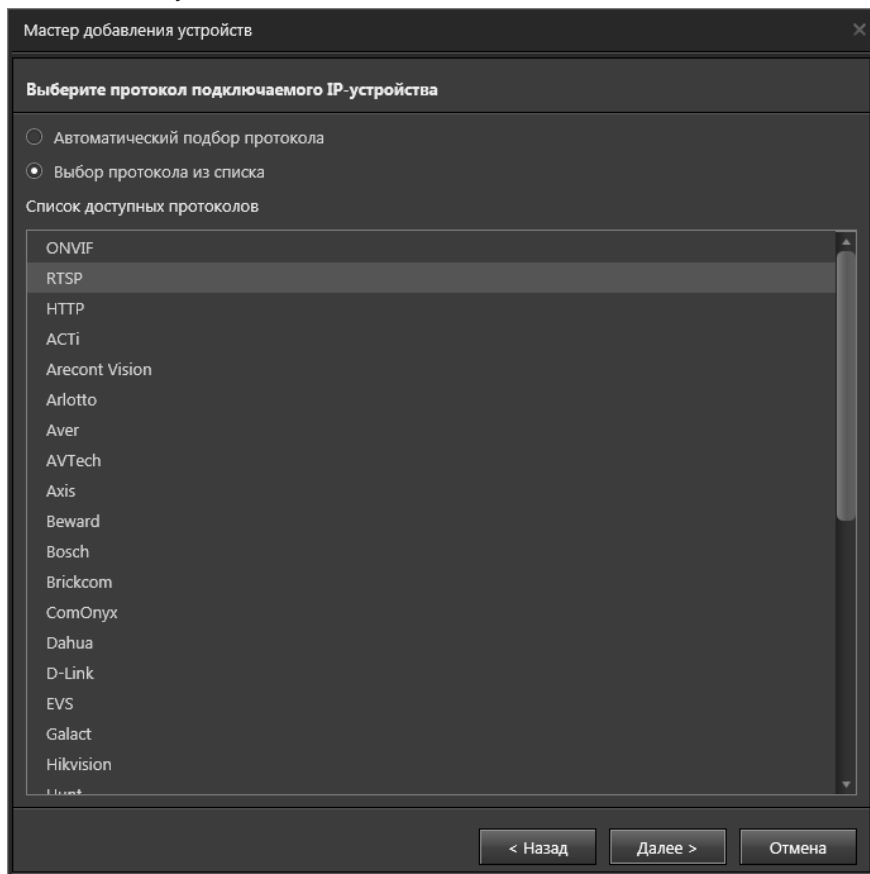 Мастер добавления устройств
Выберите протокол подключаемого IP-устройства
Автоматический подбор протокола
Выбор протокола из списка
Список доступных протоколов
ONVIF
RTSP
HTTP
ACTi
Arecont Vision
Arlotto
Aver
AVTech
Axis
Beward
Bosch
Brickcom
ComOnyx
Dahua
D-Link
EVS
Galact
Hikvision
< Назад Далее > Отмена